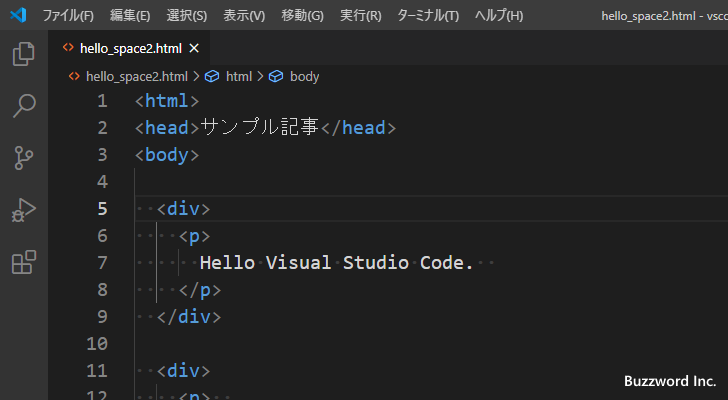 ファイル(F) 編集(E) 選択(S) 表示(V) 移動(G) 実行(R) ターミナル(T) ヘルプ(H) hello_space2.html - vsco
hello_space2.html
hello_space2.html > html > body
1 <html>
2 <head>サンプル記事</head>
3 <body>
4
5 <div>
6 <p>
7 Hello Visual Studio Code.
8 </p>
9 </div>
10
11 <div>
12 <p>
Buzzword Inc.